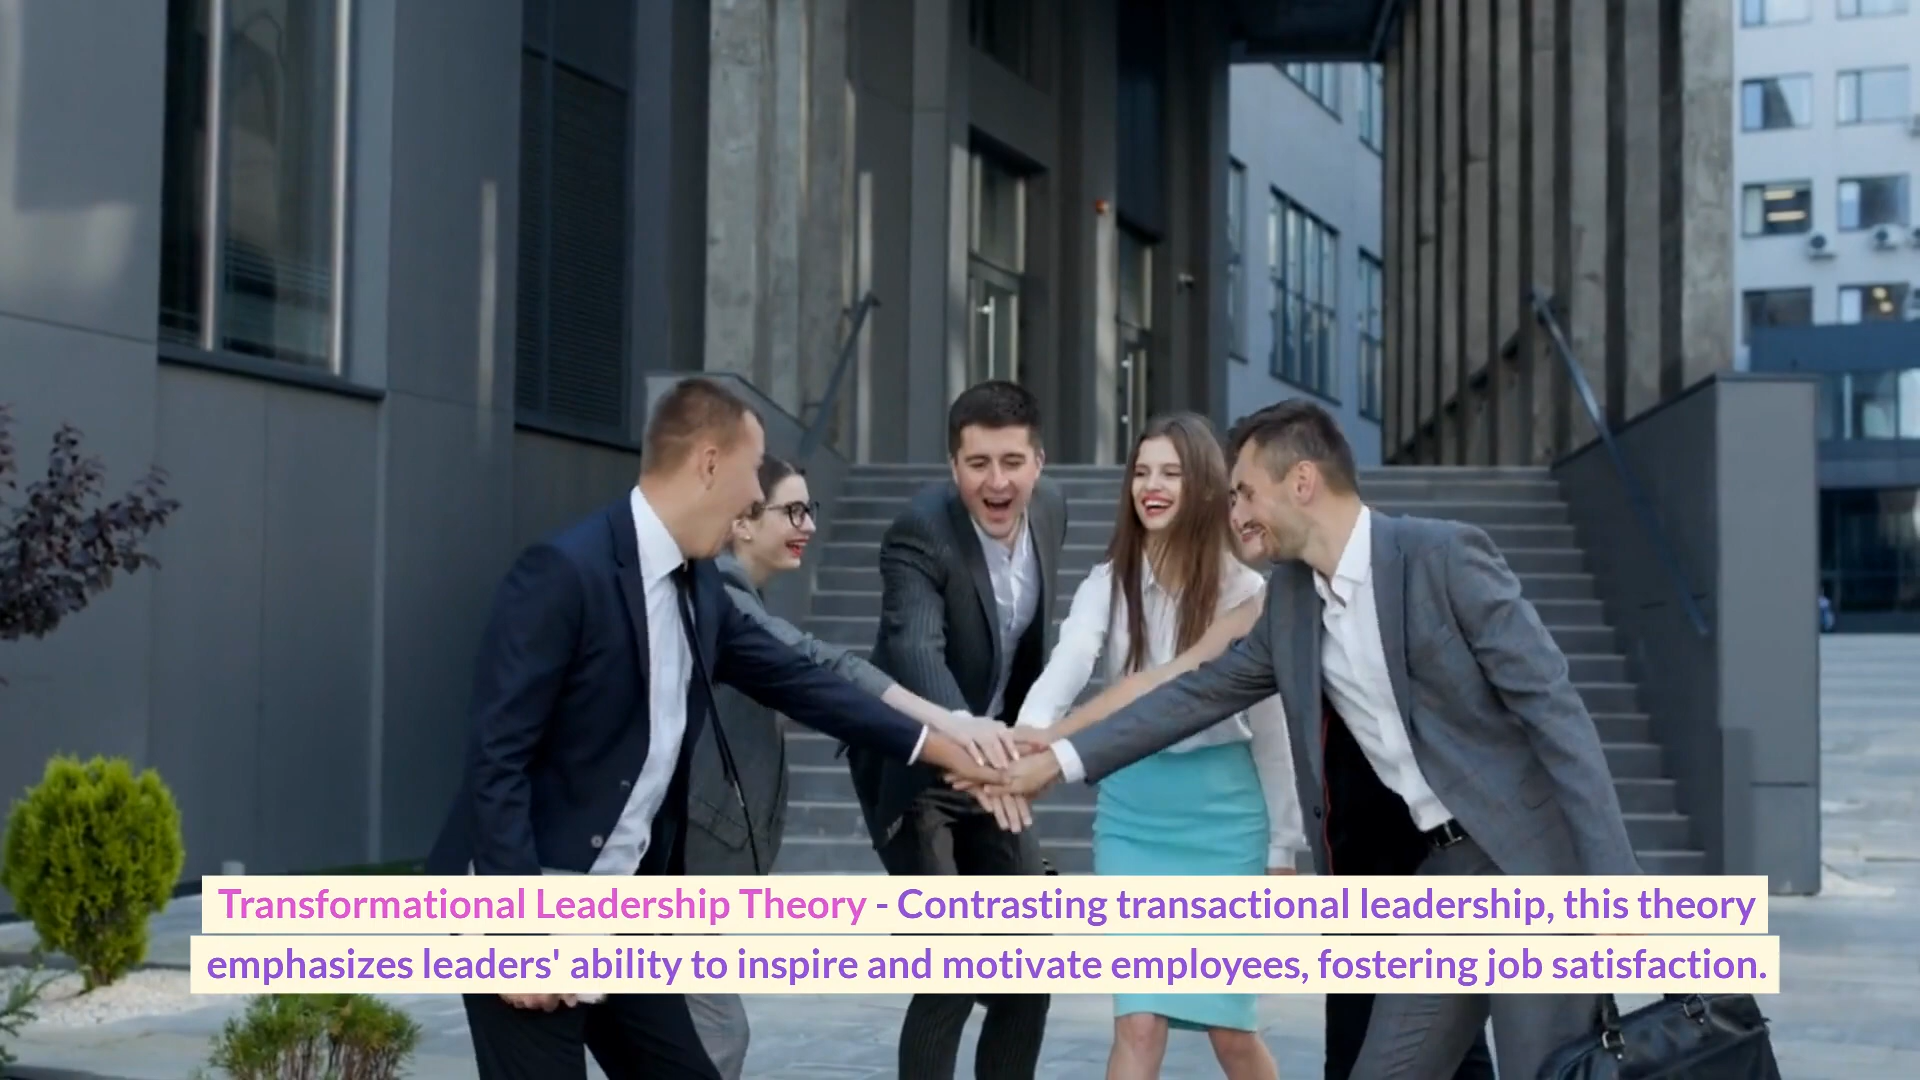 Transformational Leadership Theory - Contrasting transactional leadership, this theory
emphasizes leaders' ability to inspire and motivate employees, fostering job satisfaction.